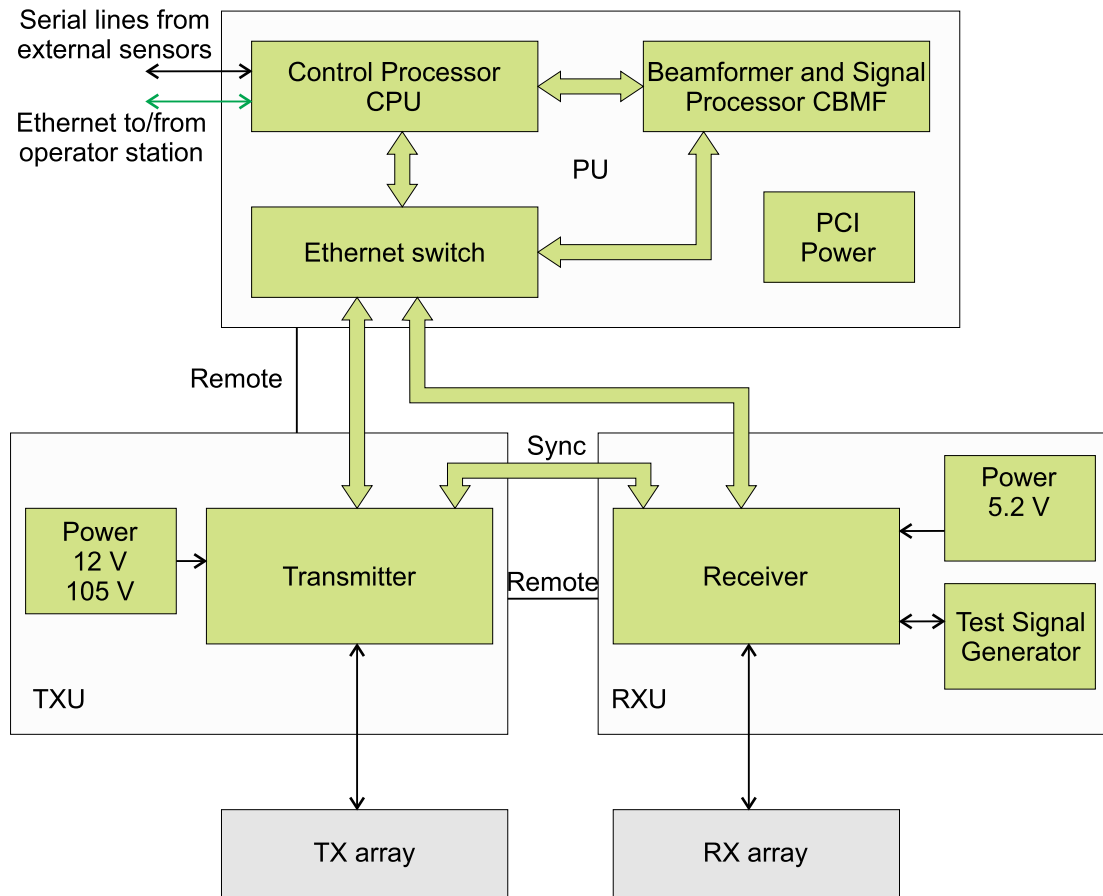 Serial lines from
external sensors
Ethernet to/from
operator station
Control Processor
CPU
Beamformer and Signal
Processor CBMF
PU
Ethernet switch
PCI
Power
Remote
Sync
Power
12 V
105 V
Transmitter
TXU
Remote
Receiver
Power
5.2 V
Test Signal
Generator
RXU
TX array
RX array